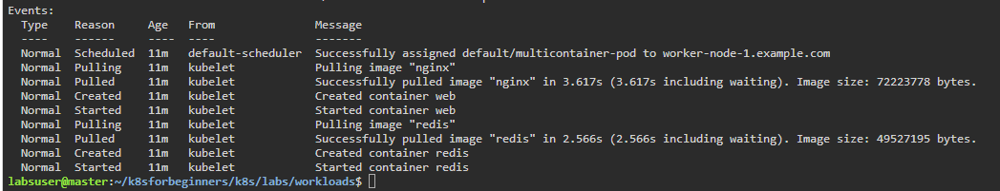 Events:
Type Reason Age From Message
---- ------ ---- ---- -------
Normal Scheduled 11m default-scheduler Successfully assigned default/multicontainer-pod to worker-node-1.example.com
Normal Pulling 11m kubelet Pulling image "nginx"
Normal Pulled 11m kubelet Successfully pulled image "nginx" in 3.617s (3.617s including waiting). Image size: 72223778 bytes.
Normal Created 11m kubelet Created container web
Normal Started 11m kubelet Started container web
Normal Pulling 11m kubelet Pulling image "redis"
Normal Pulled 11m kubelet Successfully pulled image "redis" in 2.566s (2.566s including waiting). Image size: 49527195 bytes.
Normal Created 11m kubelet Created container redis
Normal Started 11m kubelet Started container redis
labsuser@master:~/k8sforbeginners/k8s/labs/workloads$